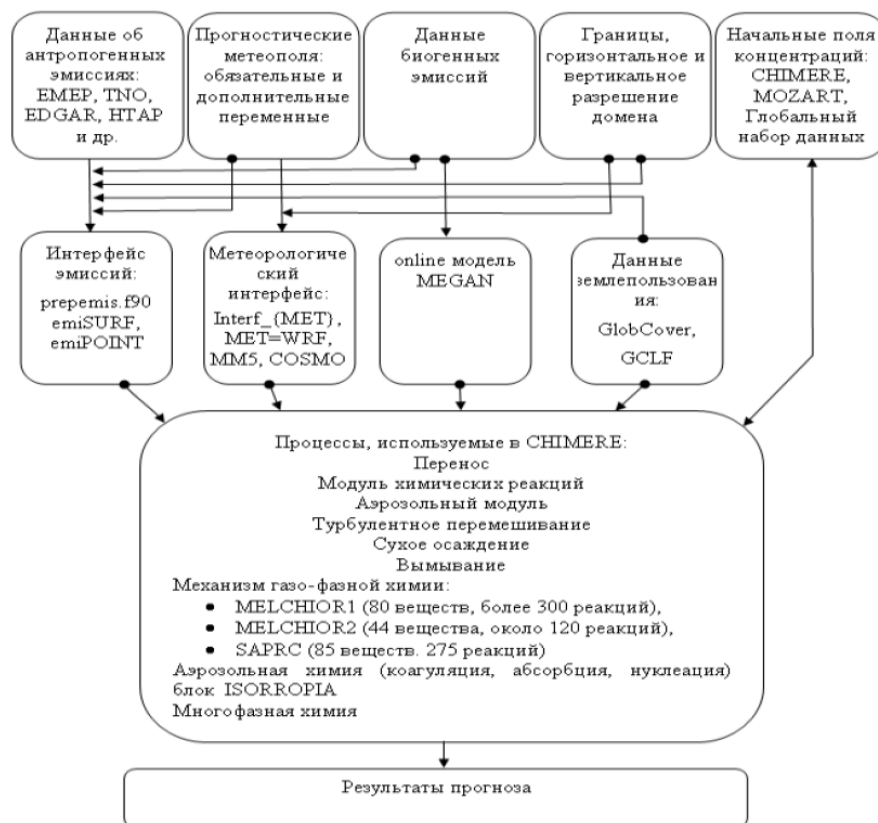 Данные об
антропогенных
эмиссиях:
EMEP, TNO,
EDGAR, HTAP
и др.
Прогностические
метеополя:
обязательные и
дополнительные
переменные
Данные
биогенных
эмиссий
Границы,
горизонтальное и
вертикальное
разрешение
домена
Начальные поля
концентраций:
CHIMERE,
MOZART,
Глобальный
набор данных
Интерфейс
эмиссий:
prepemis.f90
emiSURF,
emiPOINT
Метеорологич
еский
интерфейс:
Interf_{MET},
MET=WRF,
MM5, COSMO
online модель
MEGAN
Данные
землепользова
ния:
GlobCover,
GCLF
Процессы, используемые в CHIMERE:
Перенос
Модуль химических реакций
Аэрозольный модуль
Турбулентное перемешивание
Сухое осаждение
Вымывание
Механизм газо-фазной химии:
● MELCHIOR1 (80 веществ, более 300 реакций),
● MELCHIOR2 (44 вещества, около 120 реакций),
● SAPRC (85 веществ. 275 реакций)
Аэрозольная химия (коагуляция, абсорбция, нуклеация)
блок ISORROPIA
Многофазная химия
Результаты прогноза